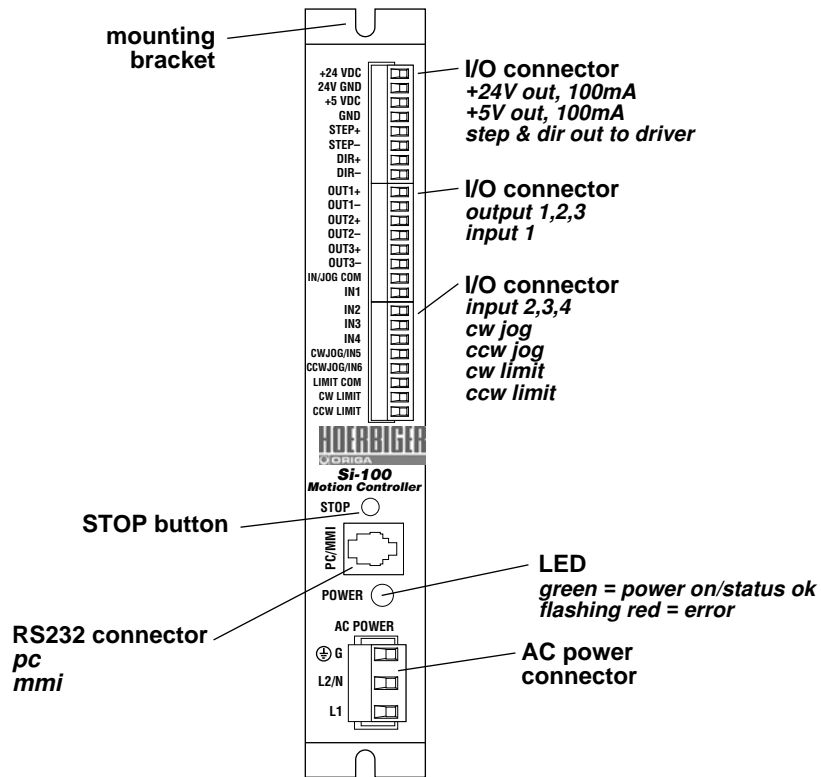 mounting
bracket
+24 VDC
24V GND
+5 VDC
GND
STEP+
STEP–
DIR+
DIR–
I/O connector
+24V out, 100mA
+5V out, 100mA
step & dir out to driver
OUT1+
OUT1–
OUT2+
OUT2–
OUT3+
OUT3–
IN/JOG COM
IN1
I/O connector
output 1,2,3
input 1
IN2
IN3
IN4
CWJOG/IN5
CCWJOG/IN6
LIMIT COM
CW LIMIT
CCW LIMIT
I/O connector
input 2,3,4
cw jog
ccw jog
cw limit
ccw limit
HOERBIGER
ORIGA
Si-100
Motion Controller
STOP
STOP button
PC/MMI
POWER
LED
green = power on/status ok
flashing red = error
RS232 connector
pc
mmi
AC POWER
G
L2/N
L1
AC power
connector